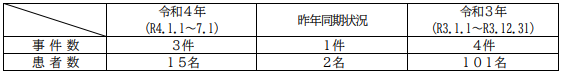 令和４年 昨年同期状況 令和３年
(R4.1.1~7.1) (R3.1.1~R3.12.31)
事件数 ３件 １件 ４件
患者数 １５名 ２名 １０１名